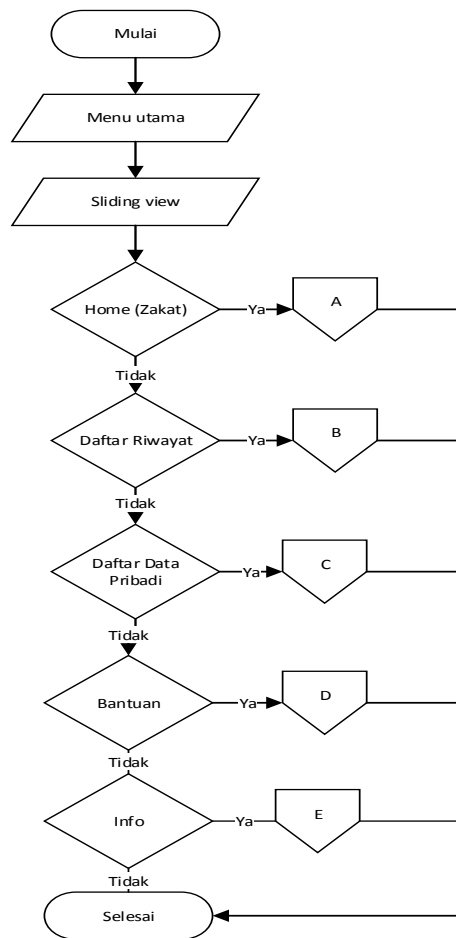 Mulai
Menu utama
Sliding view
Home (Zakat)
Ya
A
Tidak
Daftar Riwayat
Ya
B
Tidak
Daftar Data
Pribadi
Ya
C
Tidak
Bantuan
Ya
D
Tidak
Info
Ya
E
Tidak
Selesai